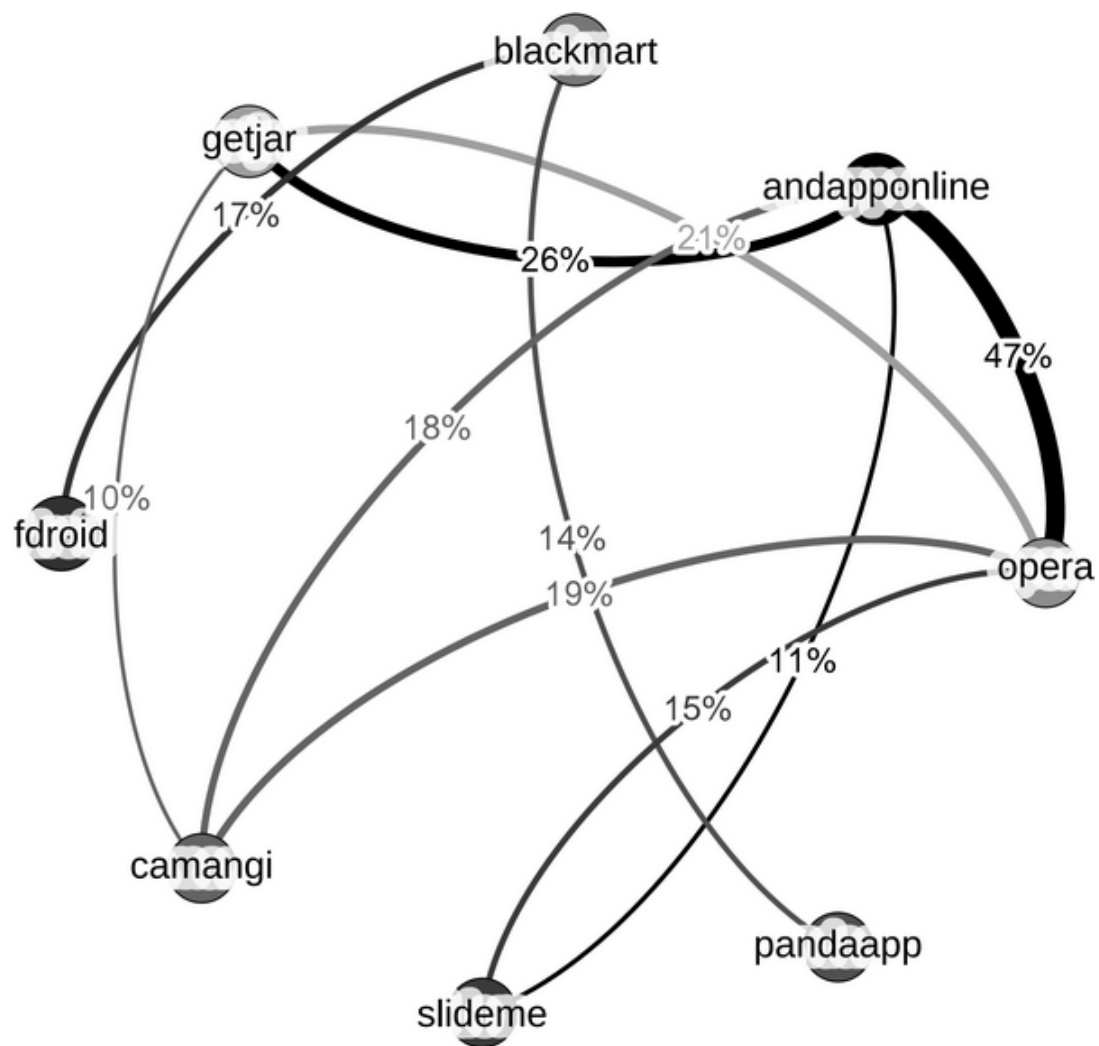 blackmart
getjar
andapponline
17%
21%
26%
47%
18%
10%
fdroid
14%
opera
19%
11%
15%
camangi
pandaapp
slideme